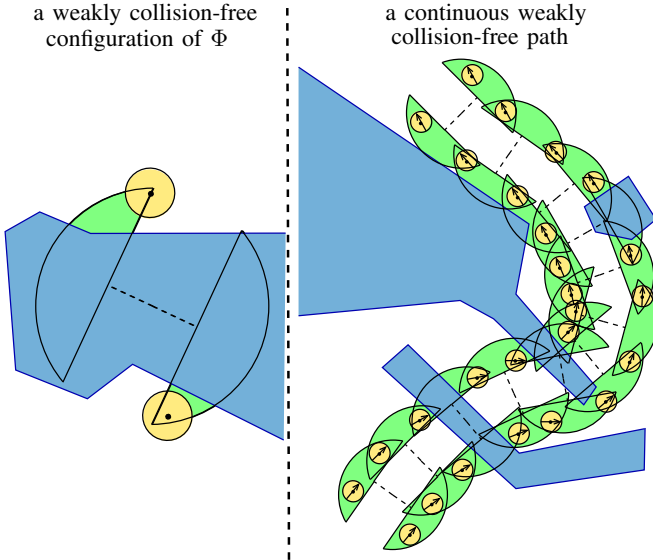 a weakly collision-free
configuration of Φ
a continuous weakly
collision-free path